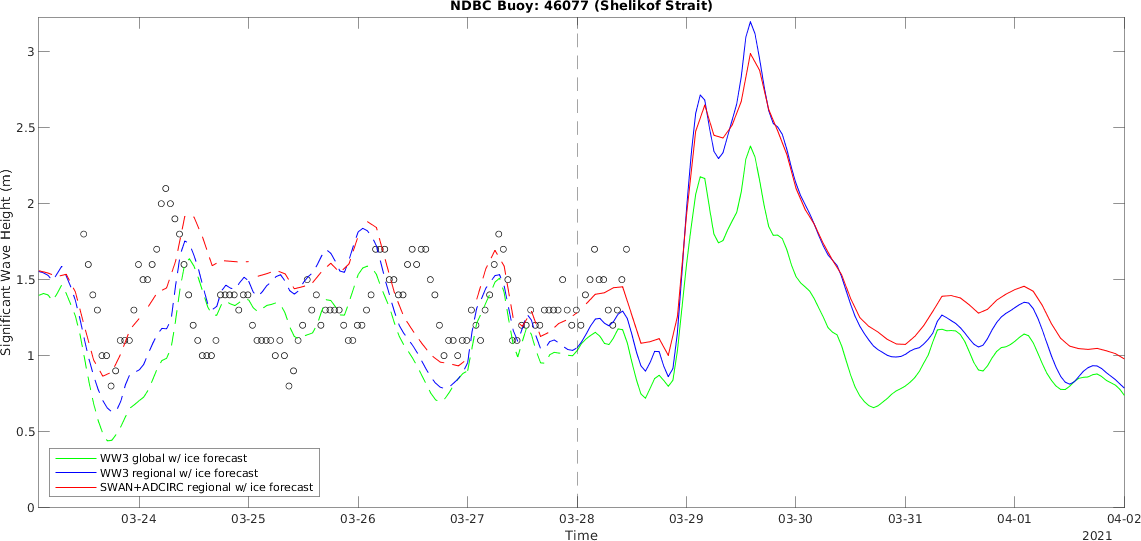 NDBC Buoy: 46077 (Shelikof Strait)
Significant Wave Height (m)
3
2.5
2
1.5
1
0.5
0
WW3 global w/ ice forecast
WW3 regional w/ ice forecast
SWAN+ADCIRC regional w/ ice forecast
03-24 03-25 03-26 03-27 03-28 03-29 03-30 03-31 04-01 04-02
Time
2021